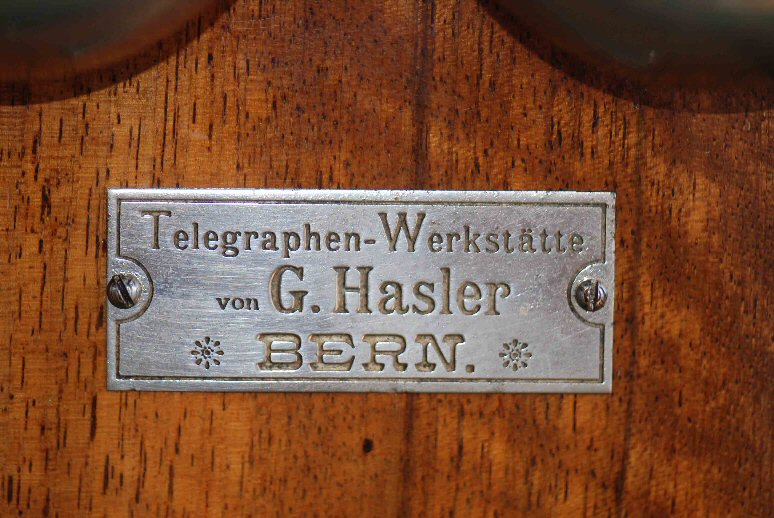 Telegraphen-Werkstätte
von G. Hasler
BERN.